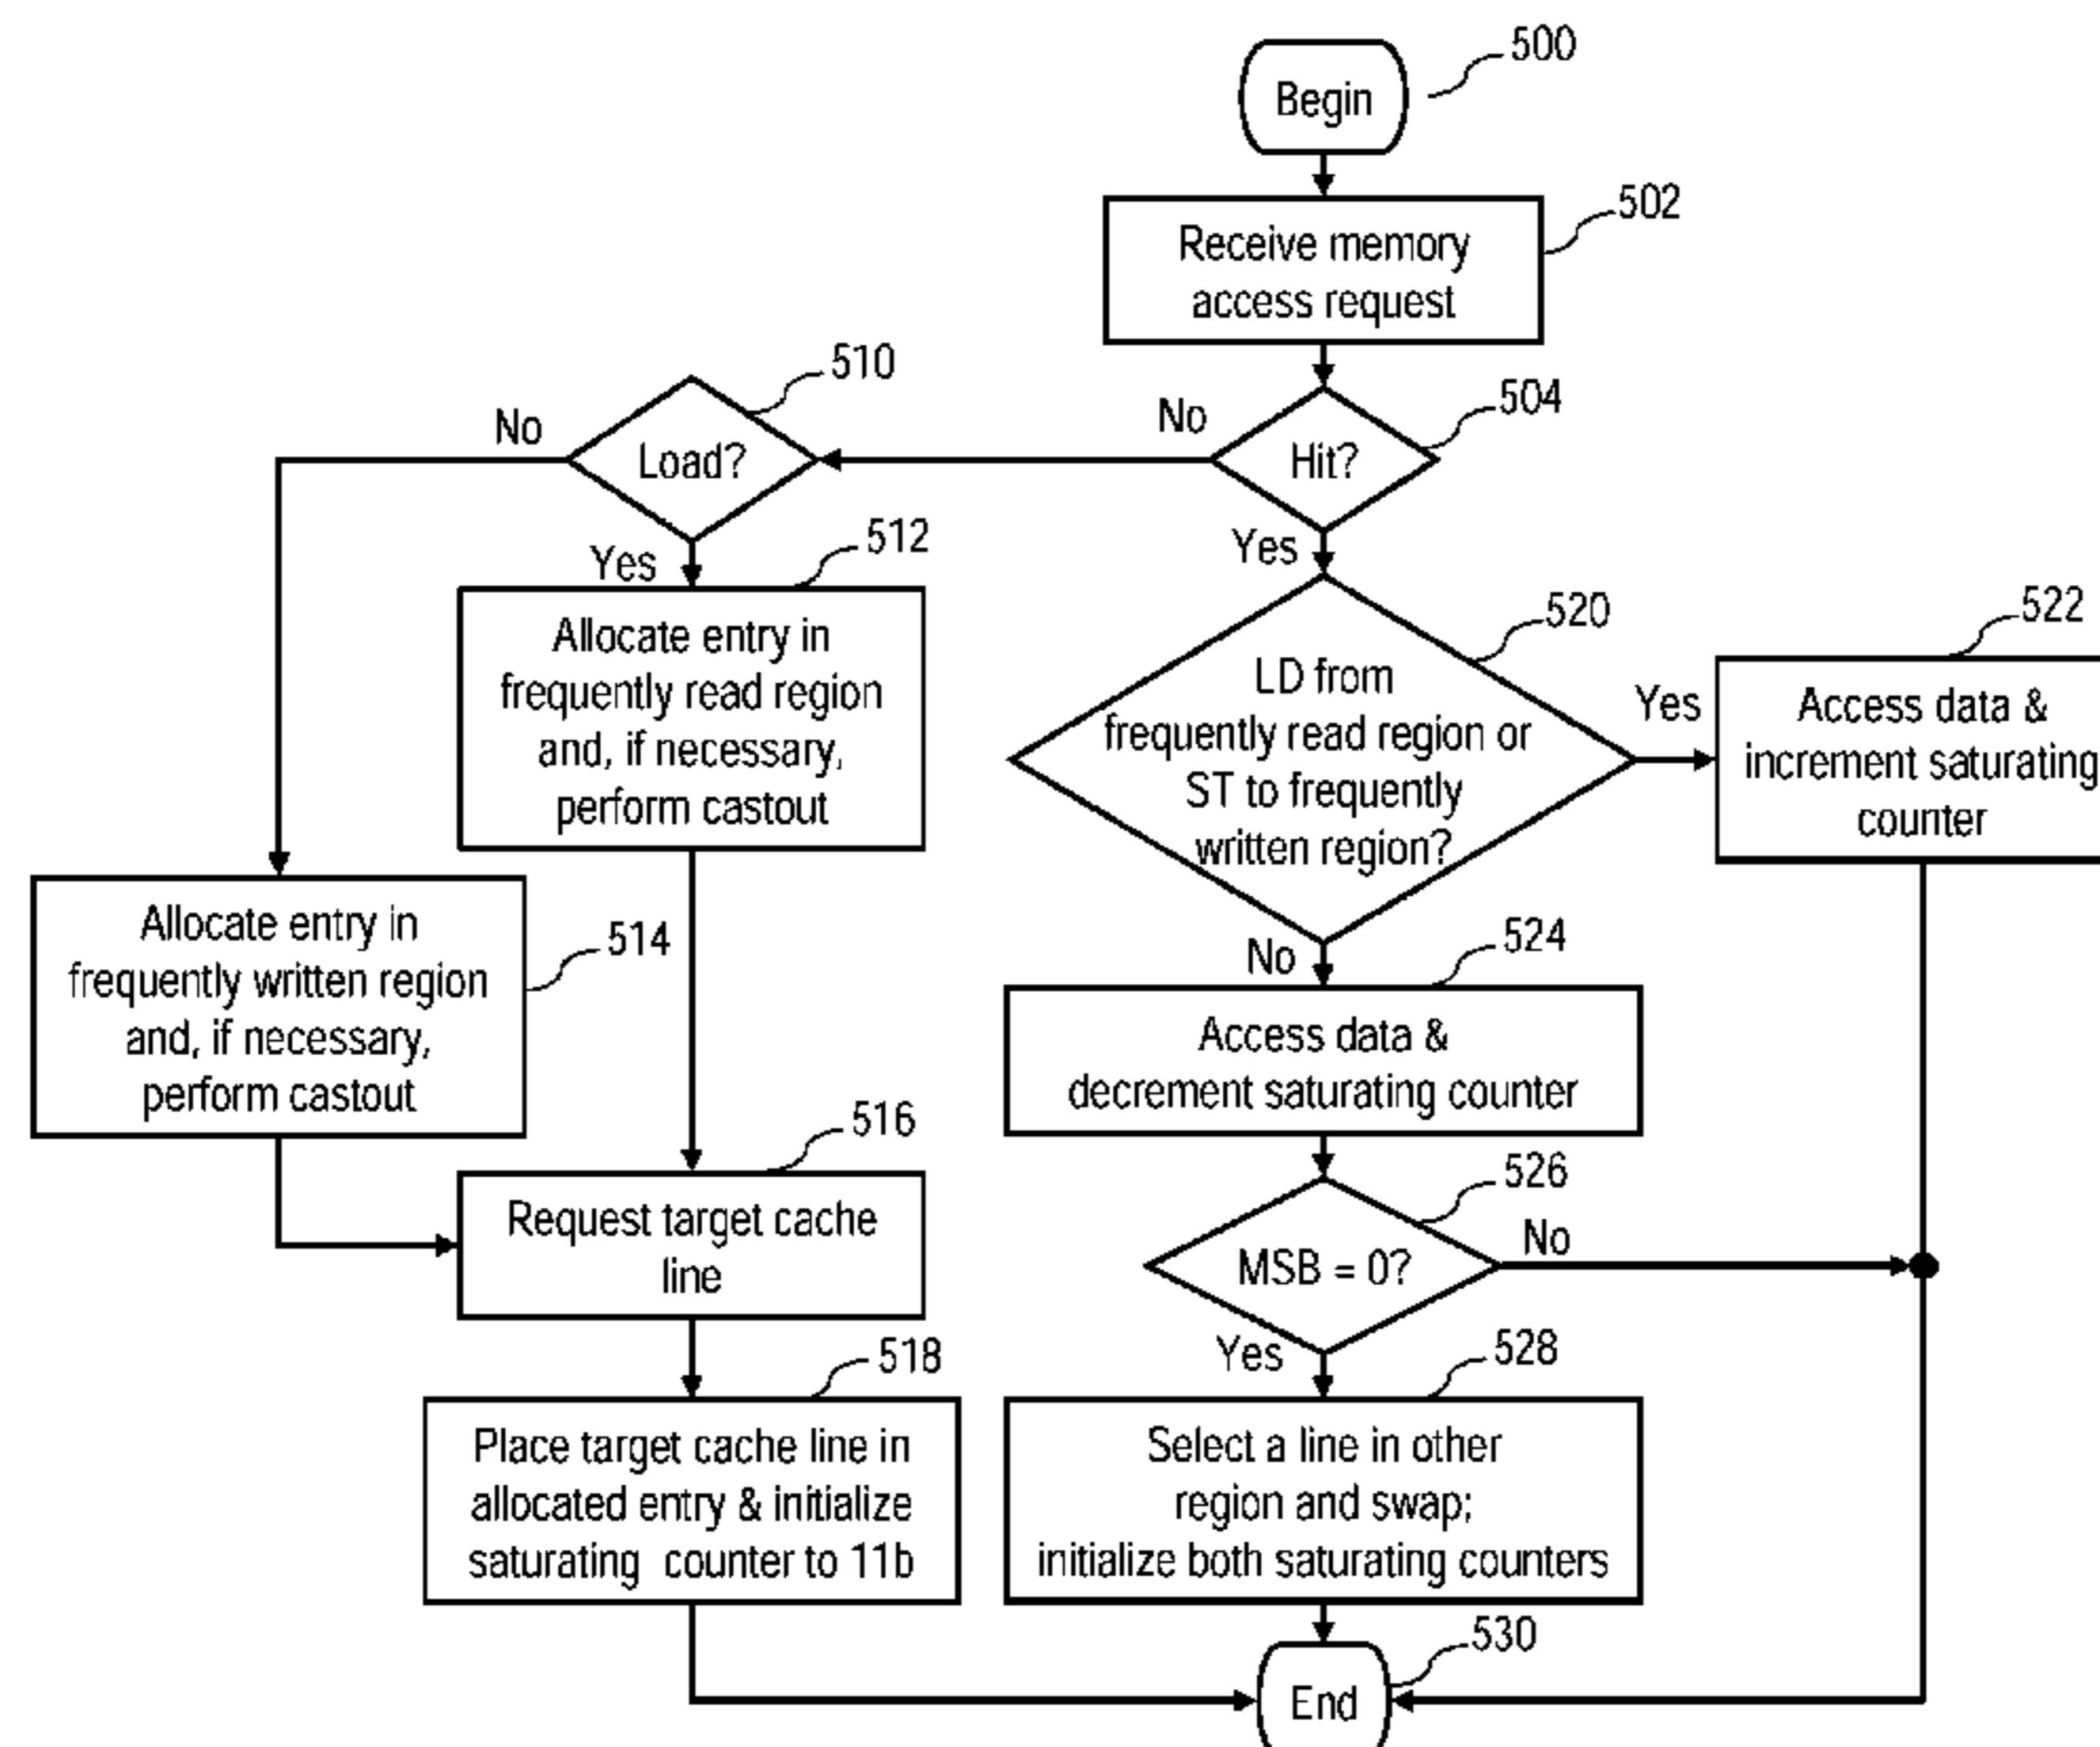 Begin
500
Receive memory
access request
502
Hit?
504
No
Yes
Load?
510
No
Yes
Allocate entry in
frequently read region
and, if necessary,
perform castout
512
Allocate entry in
frequently written region
and, if necessary,
perform castout
514
Request target cache
line
516
Place target cache line in
allocated entry & initialize
saturating counter to 11b
518
LD from
frequently read region or
ST to frequently
written region?
520
Yes
No
Access data &
increment saturating
counter
522
Access data &
decrement saturating counter
524
MSB = 0?
526
No
Yes
Select a line in other
region and swap;
initialize both saturating counters
528
End
530